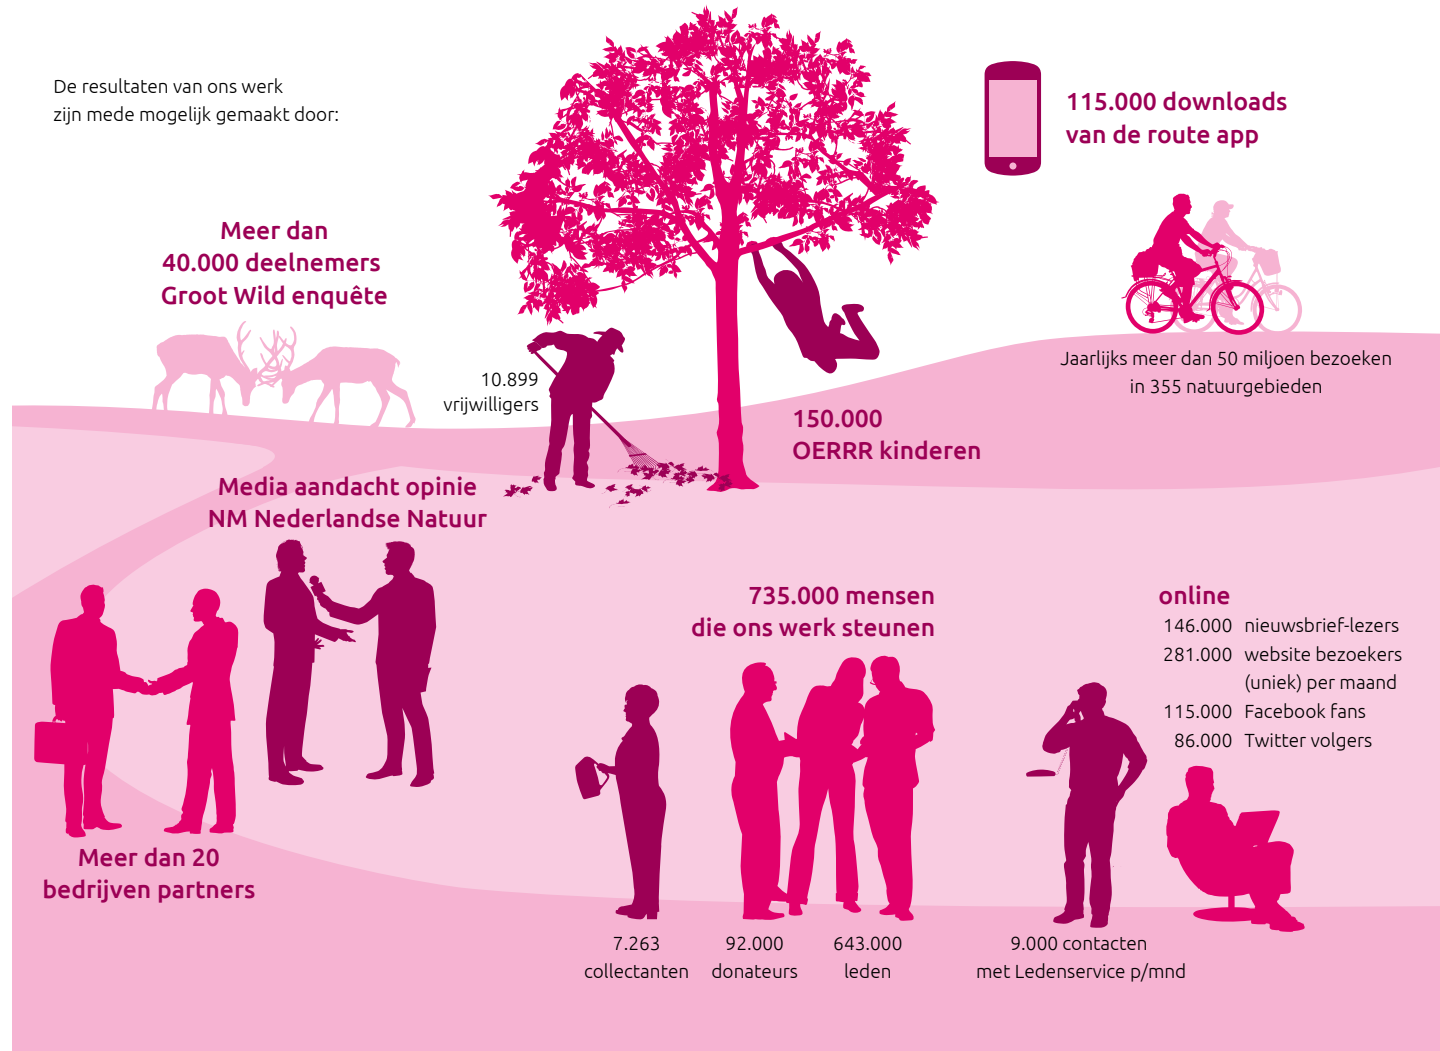 De resultaten van ons werk
zijn mede mogelijk gemaakt door:
115.000 downloads
van de route app
Meer dan
40.000 deelnemers
Groot Wild enquête
Jaarlijks meer dan 50 miljoen bezoeken
in 355 natuurgebieden
10.899
vrijwilligers
150.000
OERRR kinderen
Media aandacht opinie
NM Nederlandse Natuur
735.000 mensen
die ons werk steunen
online
146.000 nieuwsbrief-lezers
281.000 website bezoekers
(uniek) per maand
115.000 Facebook fans
86.000 Twitter volgers
Meer dan 20
bedrijven partners
7.263
collectanten
92.000
donateurs
643.000
leden
9.000 contacten
met Ledenservice p/mnd